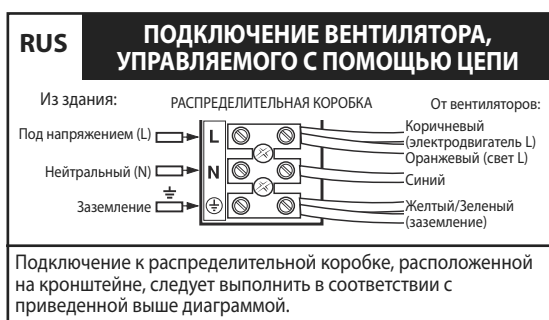 RUS
ПОДКЛЮЧЕНИЕ ВЕНТИЛЯТОРА,
УПРАВЛЯЕМОГО С ПОМОЩЬЮ ЦЕПИ
Из здания:
РАСПРЕДЕЛИТЕЛЬНАЯ КОРОБКА
От вентиляторов:
Под напряжением (L)
L
Коричневый
(электродвигатель L)
Оранжевый (свет L)
Нейтральный (N)
N
Синий
Заземление
Желтый/Зеленый
(заземление)
Подключение к распределительной коробке, расположенной
на кронштейне, следует выполнить в соответствии с
приведенной выше диаграммой.